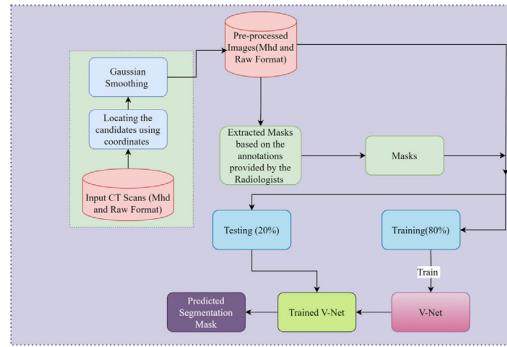 Pre-processed
Images(Mhd and
Raw Format)
Gaussian
Smoothing
Locating the
candidates using
coordinates
Input CT Scans (Mhd
and Raw Format)
Extracted Masks
based on the
annotations
provided by the
Radiologists
Masks
Testing (20%)
Training(80%)
Train
Predicted
Segmentation
Mask
Trained V-Net
V-Net